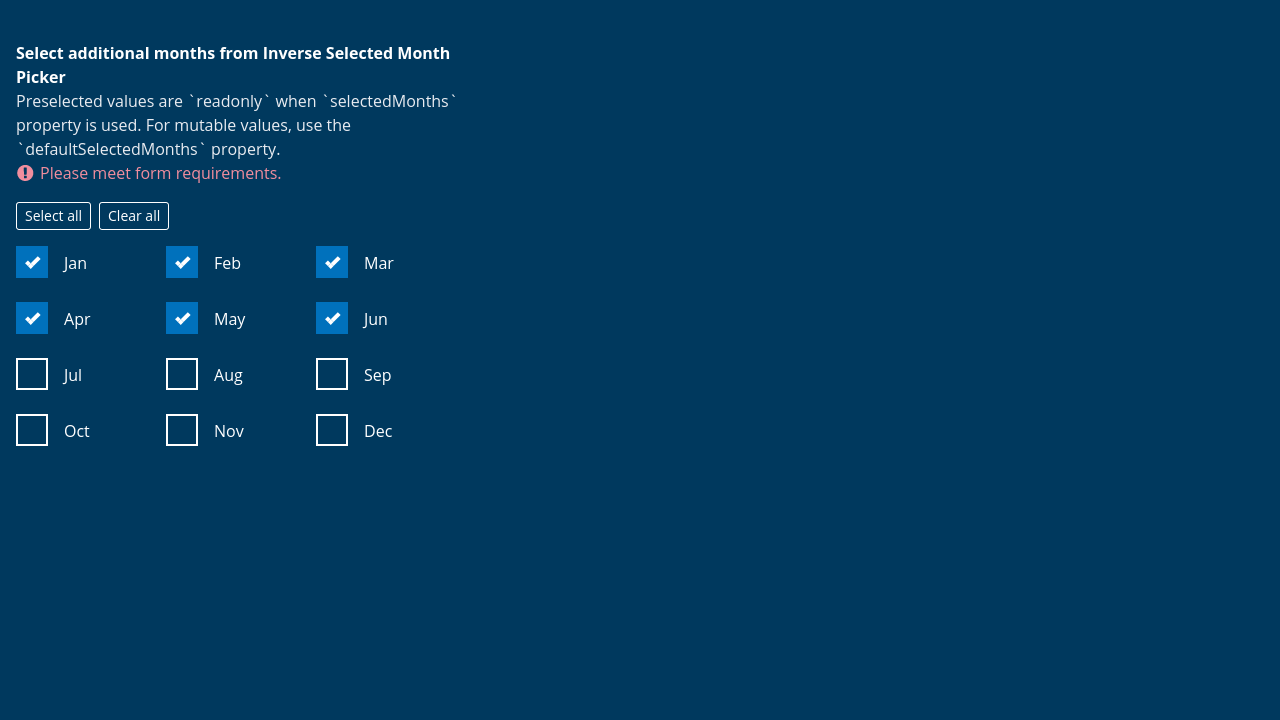 Select additional months from Inverse Selected Month
Picker
Preselected values are `readonly` when `selectedMonths`
property is used. For mutable values, use the
`defaultSelectedMonths` property.
Please meet form requirements.
Select all Clear all
Jan Feb Mar
Apr May Jun
Jul Aug Sep
Oct Nov Dec